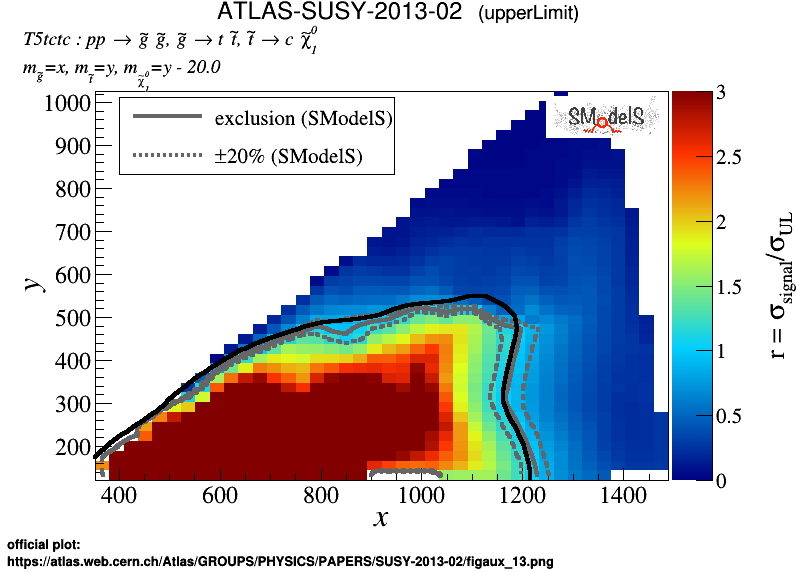 ATLAS-SUSY-2013-02 (upperLimit)
T5tctc : pp → g̃ g̃, g̃ → t t̃, t̃ → c χ̃₁⁰
m_g̃=x, m_t̃=y, m_χ̃₁⁰=y - 20.0
exclusion (SModelS)
±20% (SModelS)
SModelS
1000
900
800
700
600
500
400
300
200
y
400 600 800 1000 1200 1400
x
3
2.5
2
1.5
1
0.5
0
r = σ_signal/σ_UL
official plot:
https://atlas.web.cern.ch/Atlas/GROUPS/PHYSICS/PAPERS/SUSY-2013-02/figaux_13.png